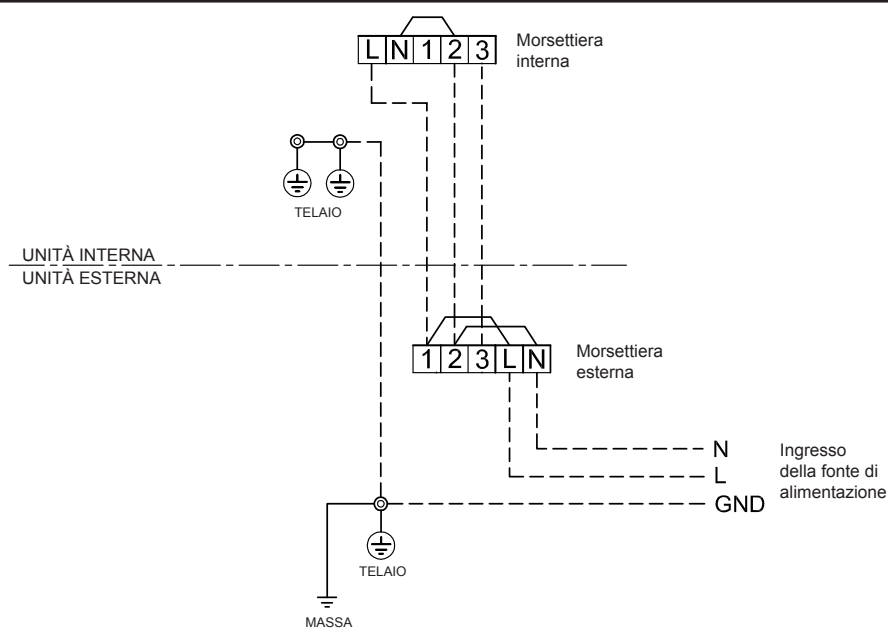 L N 1 2 3
Morsettiera
interna
TELAIO
UNITÀ INTERNA
UNITÀ ESTERNA
1 2 3 L N
Morsettiera
esterna
N
L
GND
Ingresso
della fonte di
alimentazione
TELAIO
MASSA